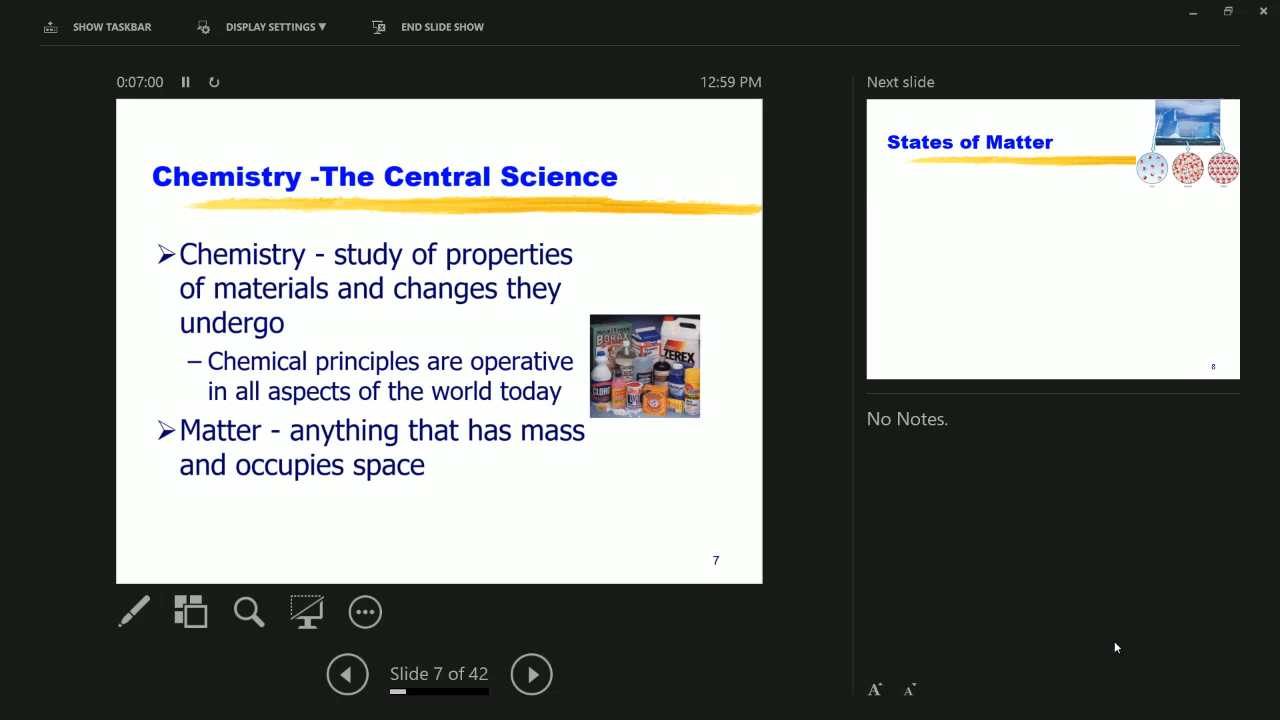 SHOW TASKBAR
DISPLAY SETTINGS ▼
END SLIDE SHOW
0:07:00
12:59 PM
Chemistry -The Central Science
➢Chemistry - study of properties
of materials and changes they
undergo
– Chemical principles are operative
in all aspects of the world today
➢Matter - anything that has mass
and occupies space
BORAX
ZEREX
7
Slide 7 of 42
Next slide
States of Matter
8
No Notes.
A
A